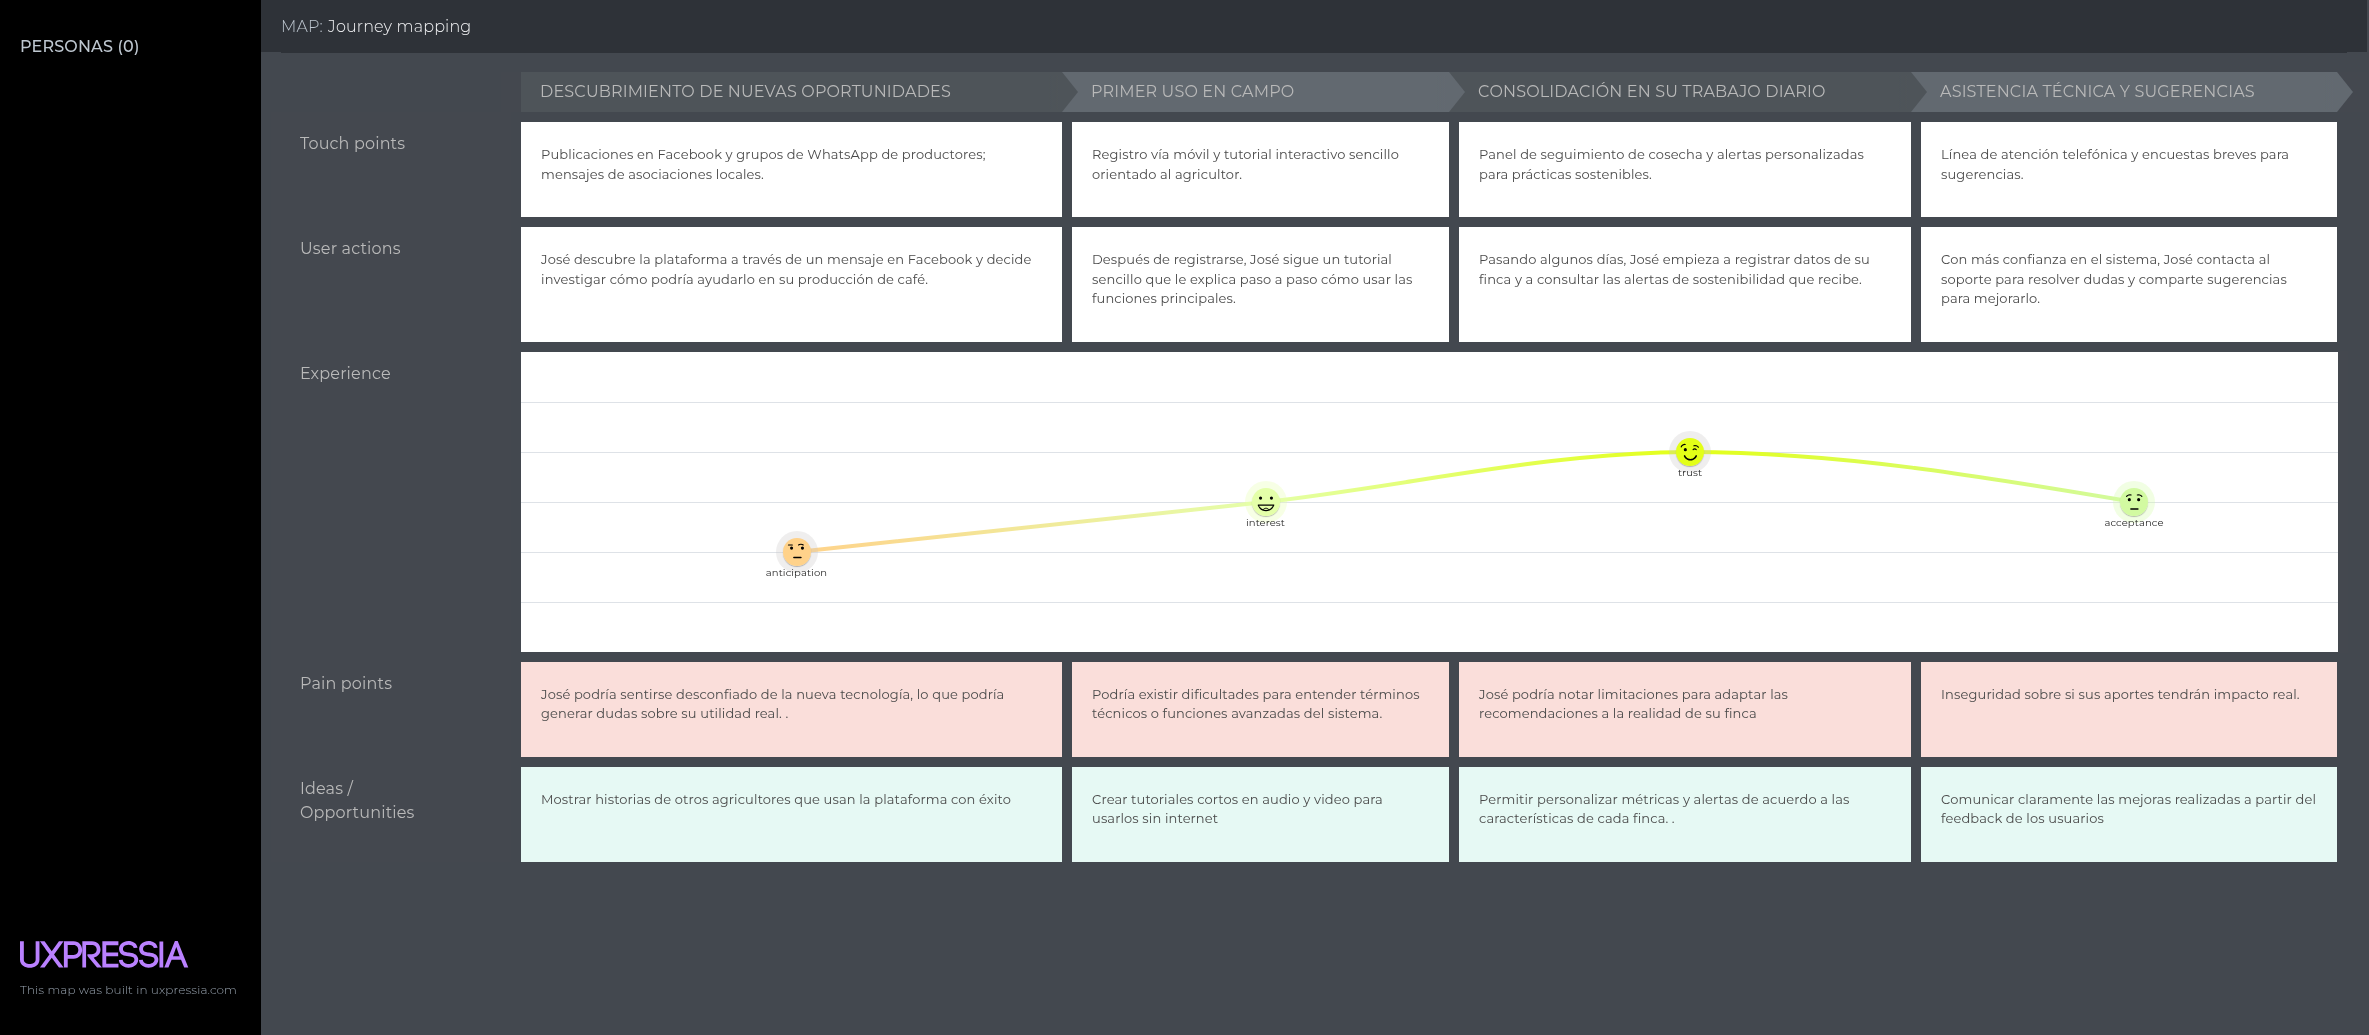 PERSONAS (0)
MAP: Journey mapping
DESCUBRIMIENTO DE NUEVAS OPORTUNIDADES
PRIMER USO EN CAMPO
CONSOLIDACIÓN EN SU TRABAJO DIARIO
ASISTENCIA TÉCNICA Y SUGERENCIAS
Touch points
Publicaciones en Facebook y grupos de WhatsApp de productores;
mensajes de asociaciones locales.
Registro vía móvil y tutorial interactivo sencillo
orientado al agricultor.
Panel de seguimiento de cosecha y alertas personalizadas
para prácticas sostenibles.
Línea de atención telefónica y encuestas breves para
sugerencias.
User actions
José descubre la plataforma a través de un mensaje en Facebook y decide
investigar cómo podría ayudarlo en su producción de café.
Después de registrarse, José sigue un tutorial
sencillo que le explica paso a paso cómo usar las
funciones principales.
Pasando algunos días, José empieza a registrar datos de su
finca y a consultar las alertas de sostenibilidad que recibe.
Con más confianza en el sistema, José contacta al
soporte para resolver dudas y comparte sugerencias
para mejorarlo.
Experience
anticipation
interest
trust
acceptance
Pain points
José podría sentirse desconfiado de la nueva tecnología, lo que podría
generar dudas sobre su utilidad real. .
Podría existir dificultades para entender términos
técnicos o funciones avanzadas del sistema.
José podría notar limitaciones para adaptar las
recomendaciones a la realidad de su finca
Inseguridad sobre si sus aportes tendrán impacto real.
Ideas /
Opportunities
Mostrar historias de otros agricultores que usan la plataforma con éxito
Crear tutoriales cortos en audio y video para
usarlos sin internet
Permitir personalizar métricas y alertas de acuerdo a las
características de cada finca. .
Comunicar claramente las mejoras realizadas a partir del
feedback de los usuarios
UXPRESSIA
This map was built in uxpressia.com